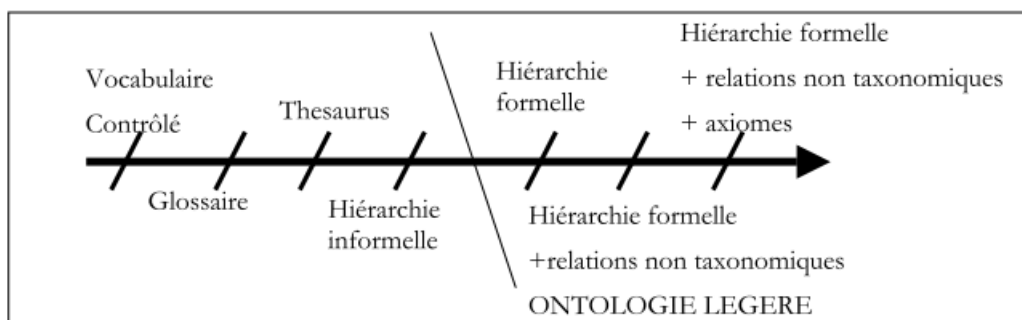 Vocabulaire
Contrôlé
Glossaire
Thesaurus
Hiérarchie
informelle
Hiérarchie
formelle
Hiérarchie formelle
+relations non taxonomiques
ONTOLOGIE LEGERE
Hiérarchie formelle
+ relations non taxonomiques
+ axiomes